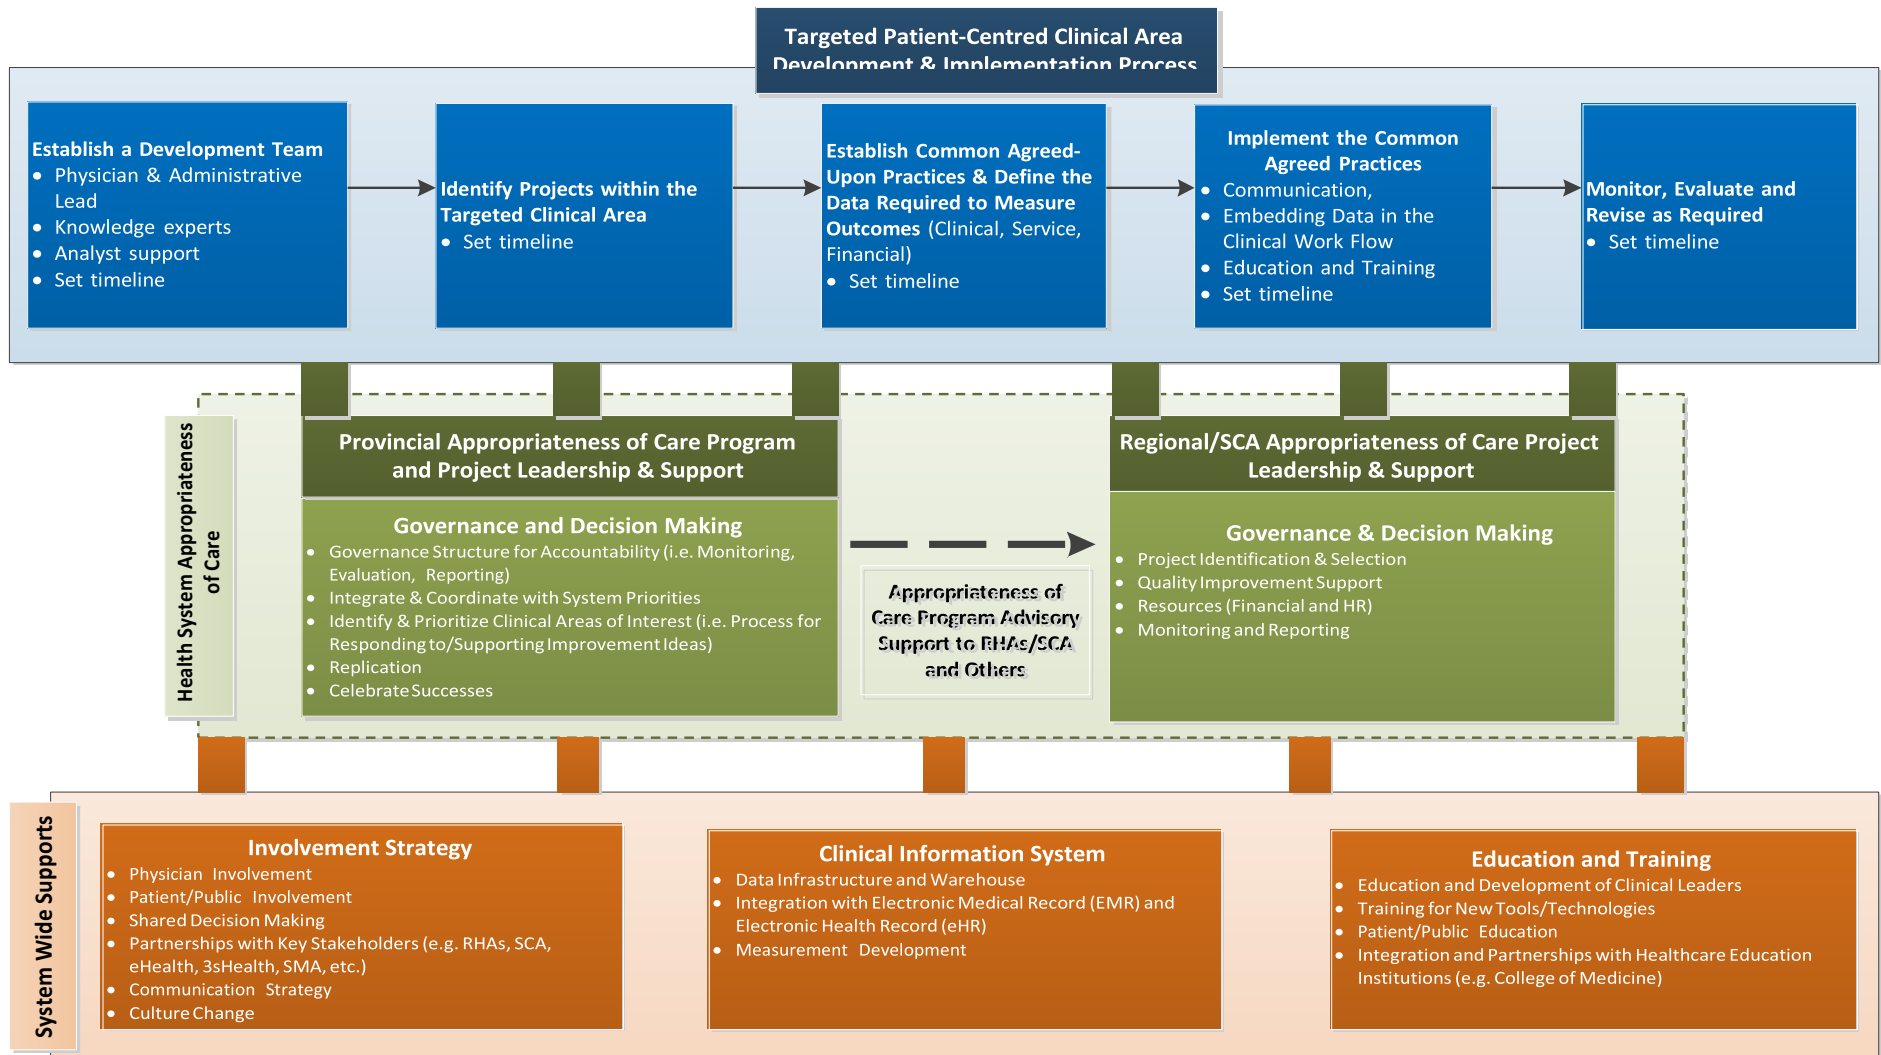 Targeted Patient-Centred Clinical Area
Development & Implementation Process
Establish a Development Team
• Physician & Administrative
Lead
• Knowledge experts
• Analyst support
• Set timeline
Identify Projects within the
Targeted Clinical Area
• Set timeline
Establish Common Agreed-
Upon Practices & Define the
Data Required to Measure
Outcomes (Clinical, Service,
Financial)
• Set timeline
Implement the Common
Agreed Practices
• Communication,
• Embedding Data in the
Clinical Work Flow
• Education and Training
• Set timeline
Monitor, Evaluate and
Revise as Required
• Set timeline
Health System Appropriateness
of Care
Provincial Appropriateness of Care Program
and Project Leadership & Support
Governance and Decision Making
• Governance Structure for Accountability (i.e. Monitoring,
Evaluation, Reporting)
• Integrate & Coordinate with System Priorities
• Identify & Prioritize Clinical Areas of Interest (i.e. Process for
Responding to/Supporting Improvement Ideas)
• Replication
• Celebrate Successes
Appropriateness of
Care Program Advisory
Support to RHAs/SCA
and Others
Regional/SCA Appropriateness of Care Project
Leadership & Support
Governance & Decision Making
• Project Identification & Selection
• Quality Improvement Support
• Resources (Financial and HR)
• Monitoring and Reporting
System Wide Supports
Involvement Strategy
• Physician Involvement
• Patient/Public Involvement
• Shared Decision Making
• Partnerships with Key Stakeholders (e.g. RHAs, SCA,
eHealth, 3sHealth, SMA, etc.)
• Communication Strategy
• Culture Change
Clinical Information System
• Data Infrastructure and Warehouse
• Integration with Electronic Medical Record (EMR) and
Electronic Health Record (eHR)
• Measurement Development
Education and Training
• Education and Development of Clinical Leaders
• Training for New Tools/Technologies
• Patient/Public Education
• Integration and Partnerships with Healthcare Education
Institutions (e.g. College of Medicine)